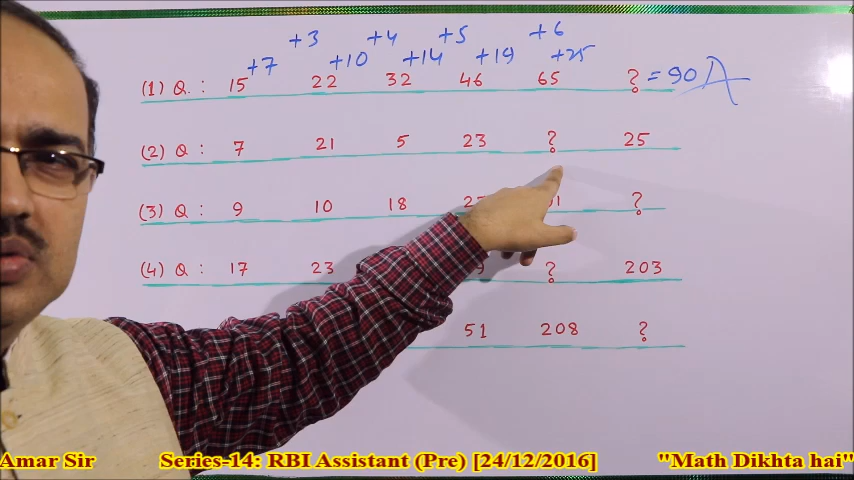 +3 +4 +5 +6
+7 +10 +14 +19 +25
(1) Q. : 15 22 32 46 65 ? = 90 A
(2) Q : 7 21 5 23 ? 25
(3) Q : 9 10 18 ?
(4) Q : 17 23 ? 203
51 208 ?
Amar Sir Series-14: RBI Assistant (Pre) [24/12/2016] "Math Dikhta hai"